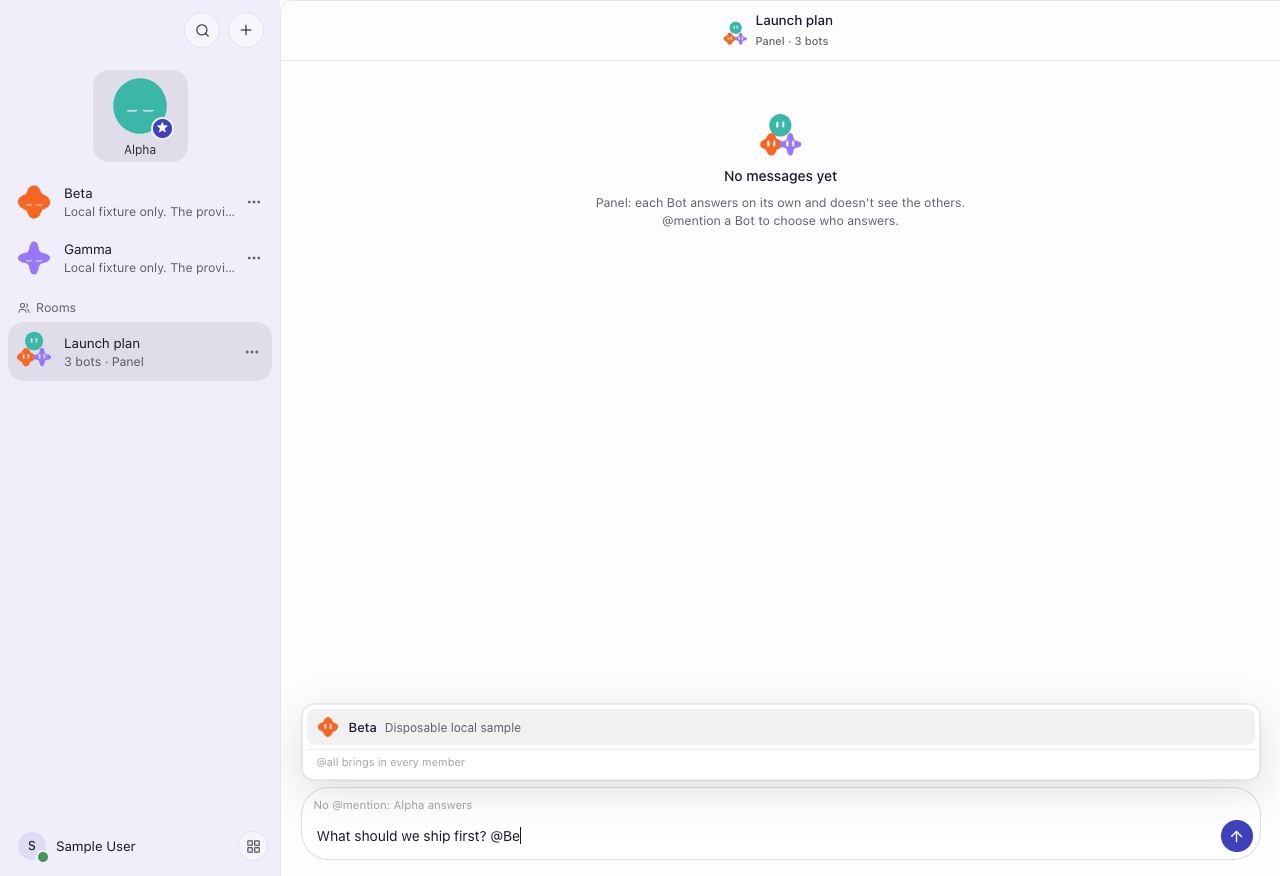 Alpha
Beta
Local fixture only. The provi...
Gamma
Local fixture only. The provi...
Rooms
Launch plan
3 bots · Panel
S
Sample User
Launch plan
Panel · 3 bots
No messages yet
Panel: each Bot answers on its own and doesn't see the others.
@mention a Bot to choose who answers.
Beta Disposable local sample
@all brings in every member
No @mention: Alpha answers
What should we ship first? @Be